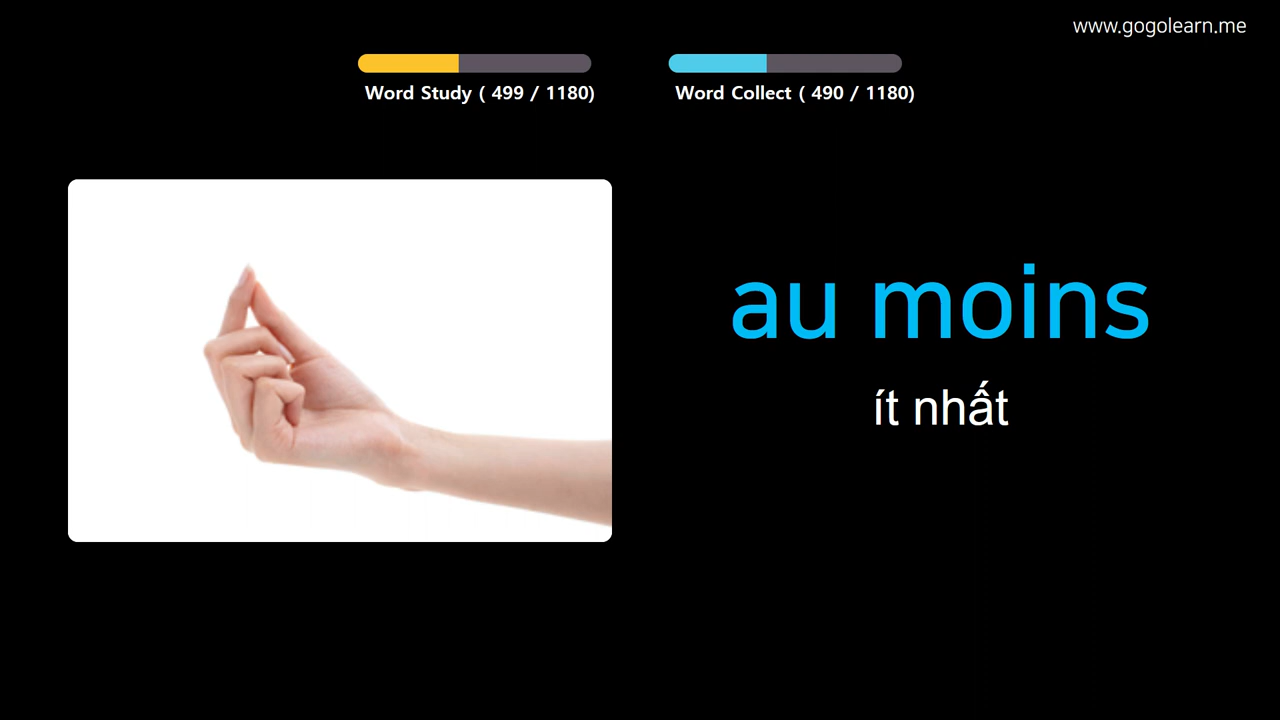 www.gogolearn.me
Word Study ( 499 / 1180)
Word Collect ( 490 / 1180)
au moins
ít nhất